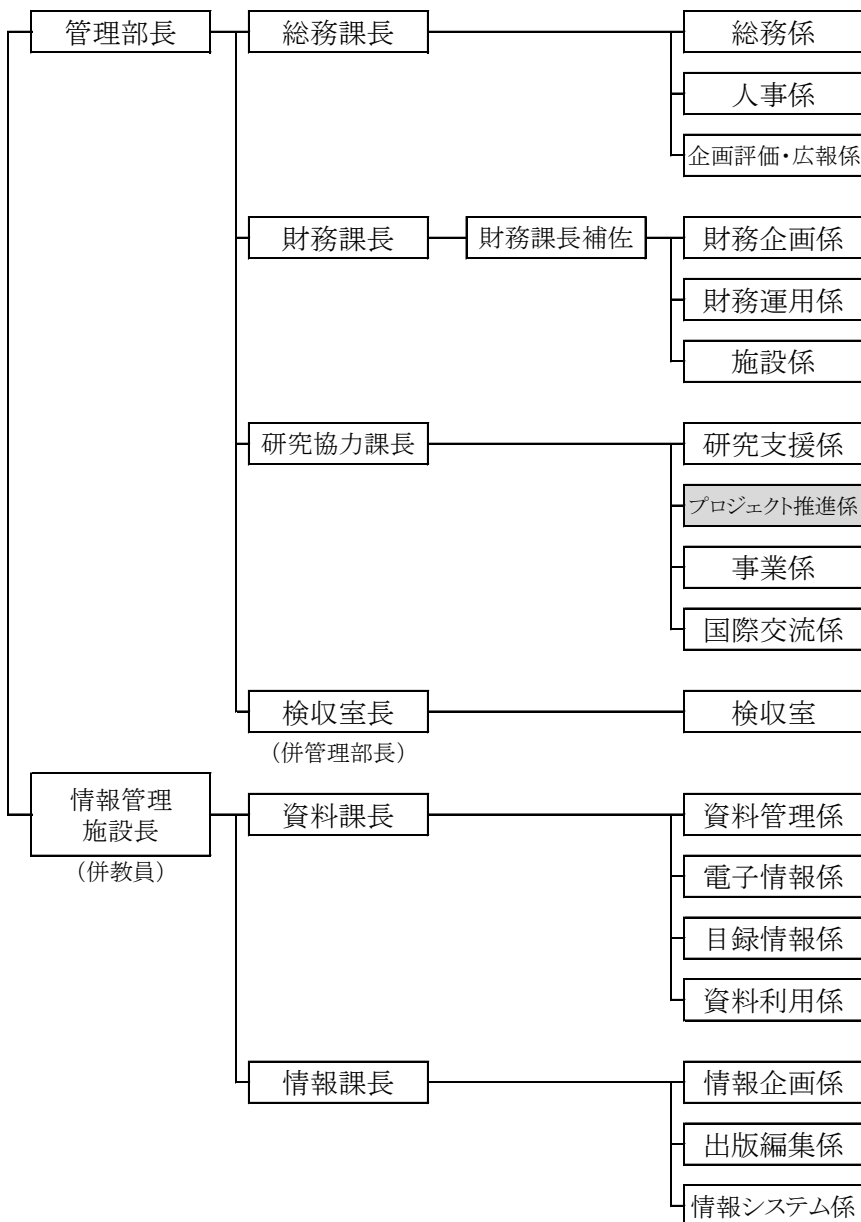 管理部長
総務課長
総務係
人事係
企画評価・広報係
財務課長
財務課長補佐
財務企画係
財務運用係
施設係
研究協力課長
研究支援係
プロジェクト推進係
事業係
国際交流係
検収室長
(併管理部長)
検収室
情報管理
施設長
(併教員)
資料課長
資料管理係
電子情報係
目録情報係
資料利用係
情報課長
情報企画係
出版編集係
情報システム係